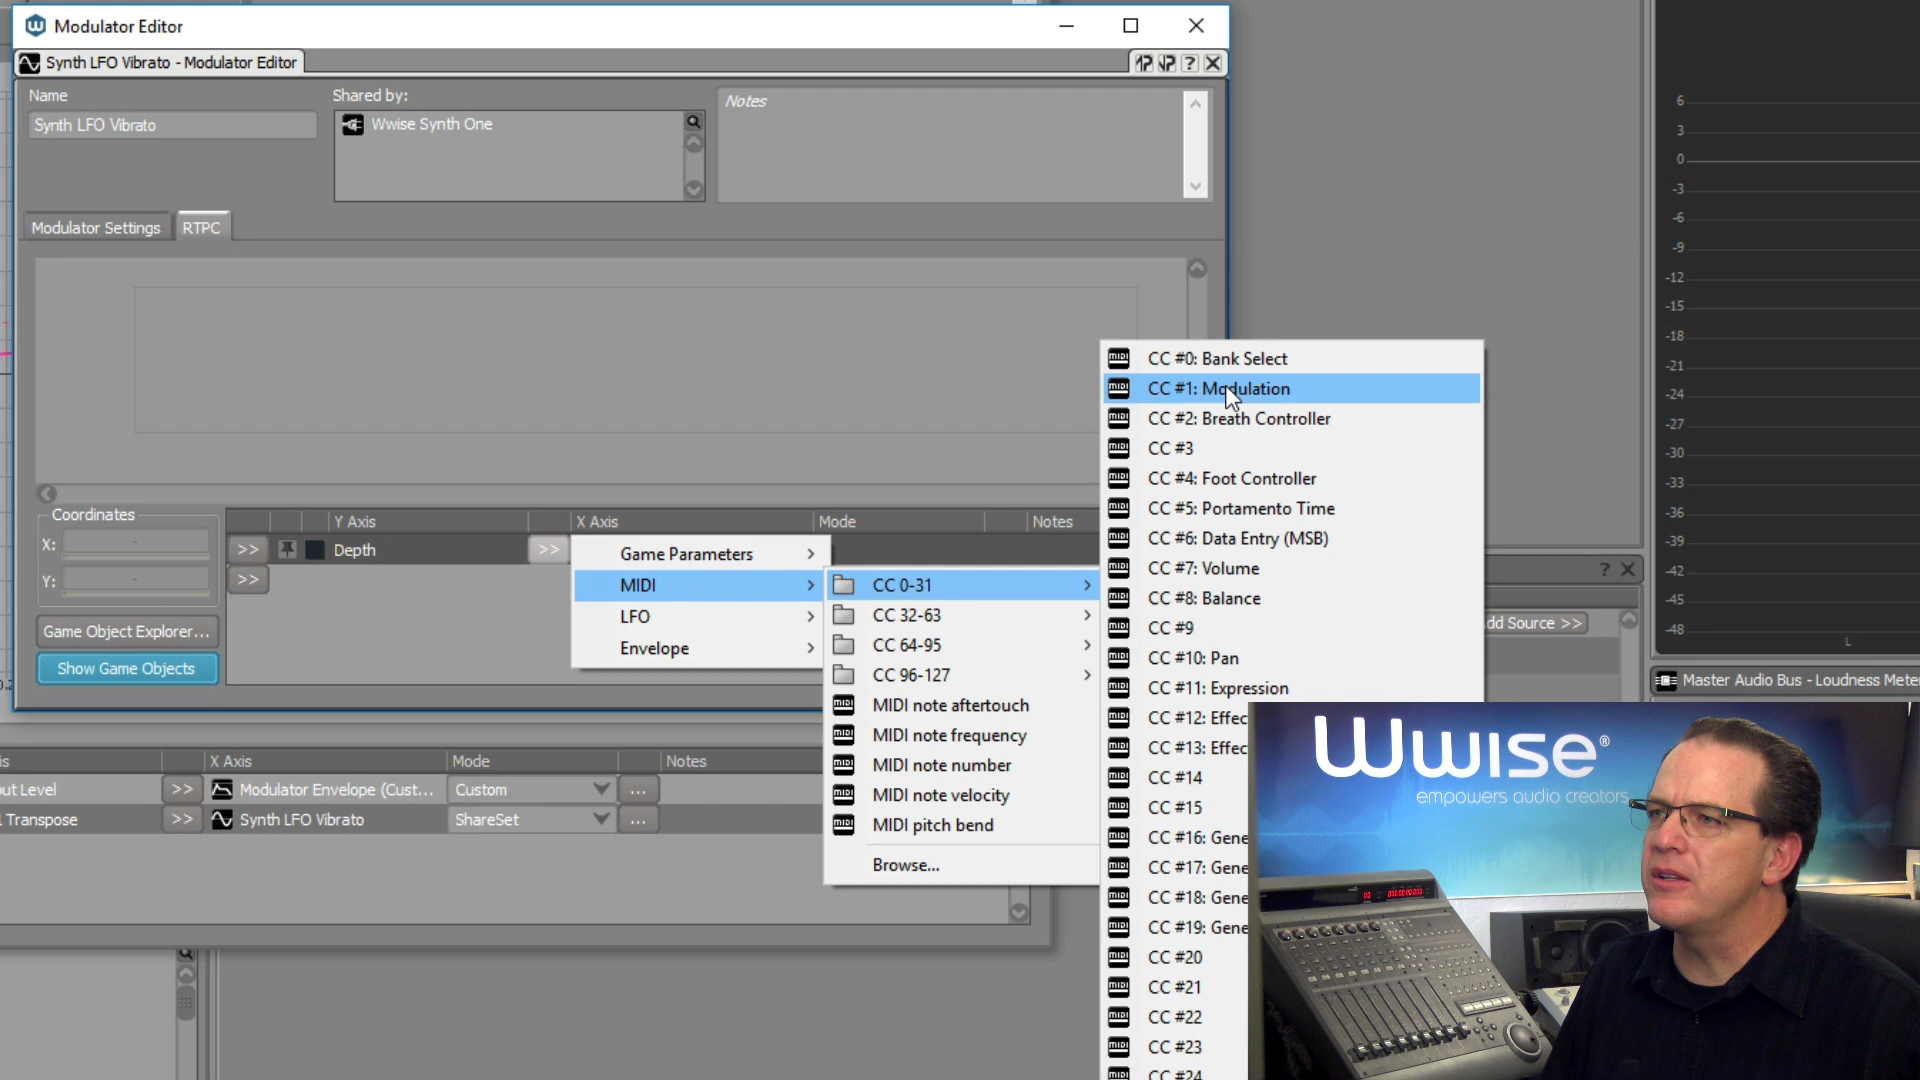 Modulator Editor
Synth LFO Vibrato - Modulator Editor
Name
Shared by:
Notes
Synth LFO Vibrato
Wwise Synth One
Modulator Settings
RTPC
Coordinates
X:
-
Y:
-
Game Object Explorer...
Show Game Objects
Y Axis
X Axis
Mode
Notes
>>
Depth
>>
>>
Game Parameters
MIDI
LFO
Envelope
CC 0-31
CC 32-63
CC 64-95
CC 96-127
MIDI note aftertouch
MIDI note frequency
MIDI note number
MIDI note velocity
MIDI pitch bend
Browse...
CC #0: Bank Select
CC #1: Modulation
CC #2: Breath Controller
CC #3
CC #4: Foot Controller
CC #5: Portamento Time
CC #6: Data Entry (MSB)
CC #7: Volume
CC #8: Balance
CC #9
CC #10: Pan
CC #11: Expression
CC #12: Effec
CC #13: Effec
CC #14
CC #15
CC #16: Gene
CC #17: Gene
CC #18: Gene
CC #19: Gene
CC #20
CC #21
CC #22
CC #23
CC #24
is
X Axis
Mode
Notes
out Level
>>
Modulator Envelope (Cust...
Custom
...
l Transpose
>>
Synth LFO Vibrato
ShareSet
...
6
3
0
-3
-6
-9
-12
-15
-18
-21
-24
-27
-30
-33
-36
-39
-42
-45
-48
L
?
dd Source >>
Master Audio Bus - Loudness Mete
Wwise®
empowers audio creators